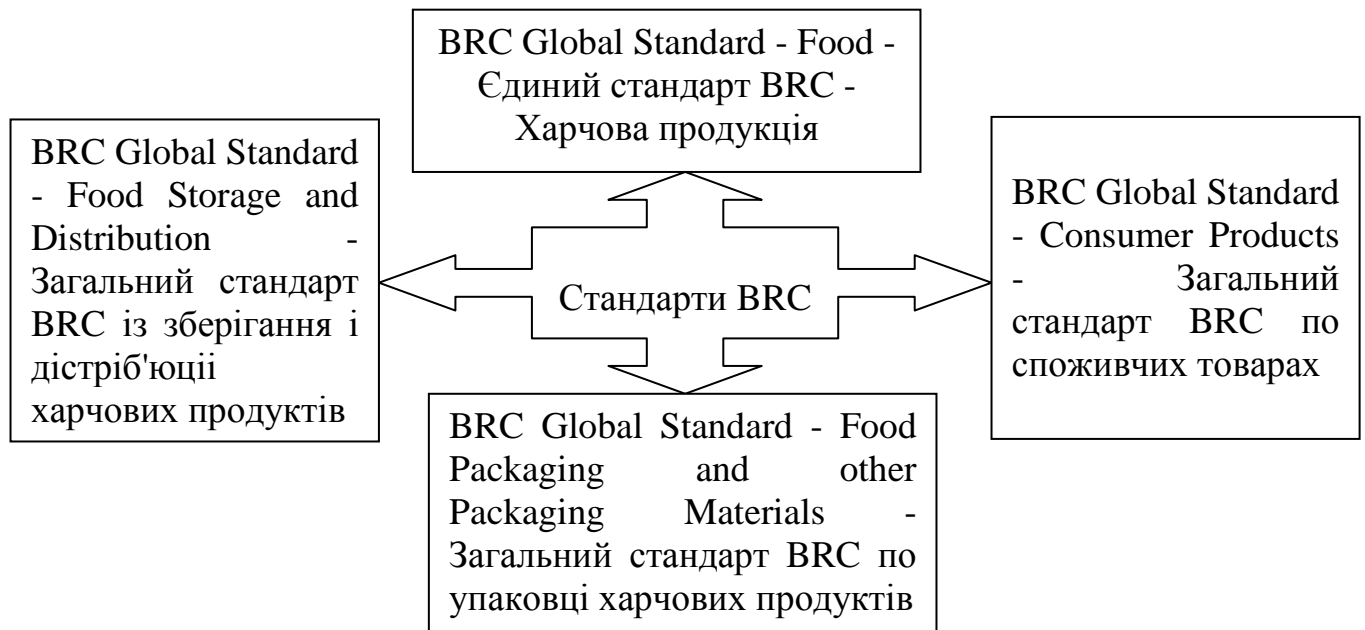 BRC Global Standard - Food -
Єдиний стандарт BRC -
Харчова продукція
BRC Global Standard
- Food Storage and
Distribution -
Загальний стандарт
BRC із зберігання і
дістріб'юціі
харчових продуктів
Стандарти BRC
BRC Global Standard
- Consumer Products
- Загальний
стандарт BRC по
споживчих товарах
BRC Global Standard - Food
Packaging and other
Packaging Materials -
Загальний стандарт BRC по
упаковці харчових продуктів